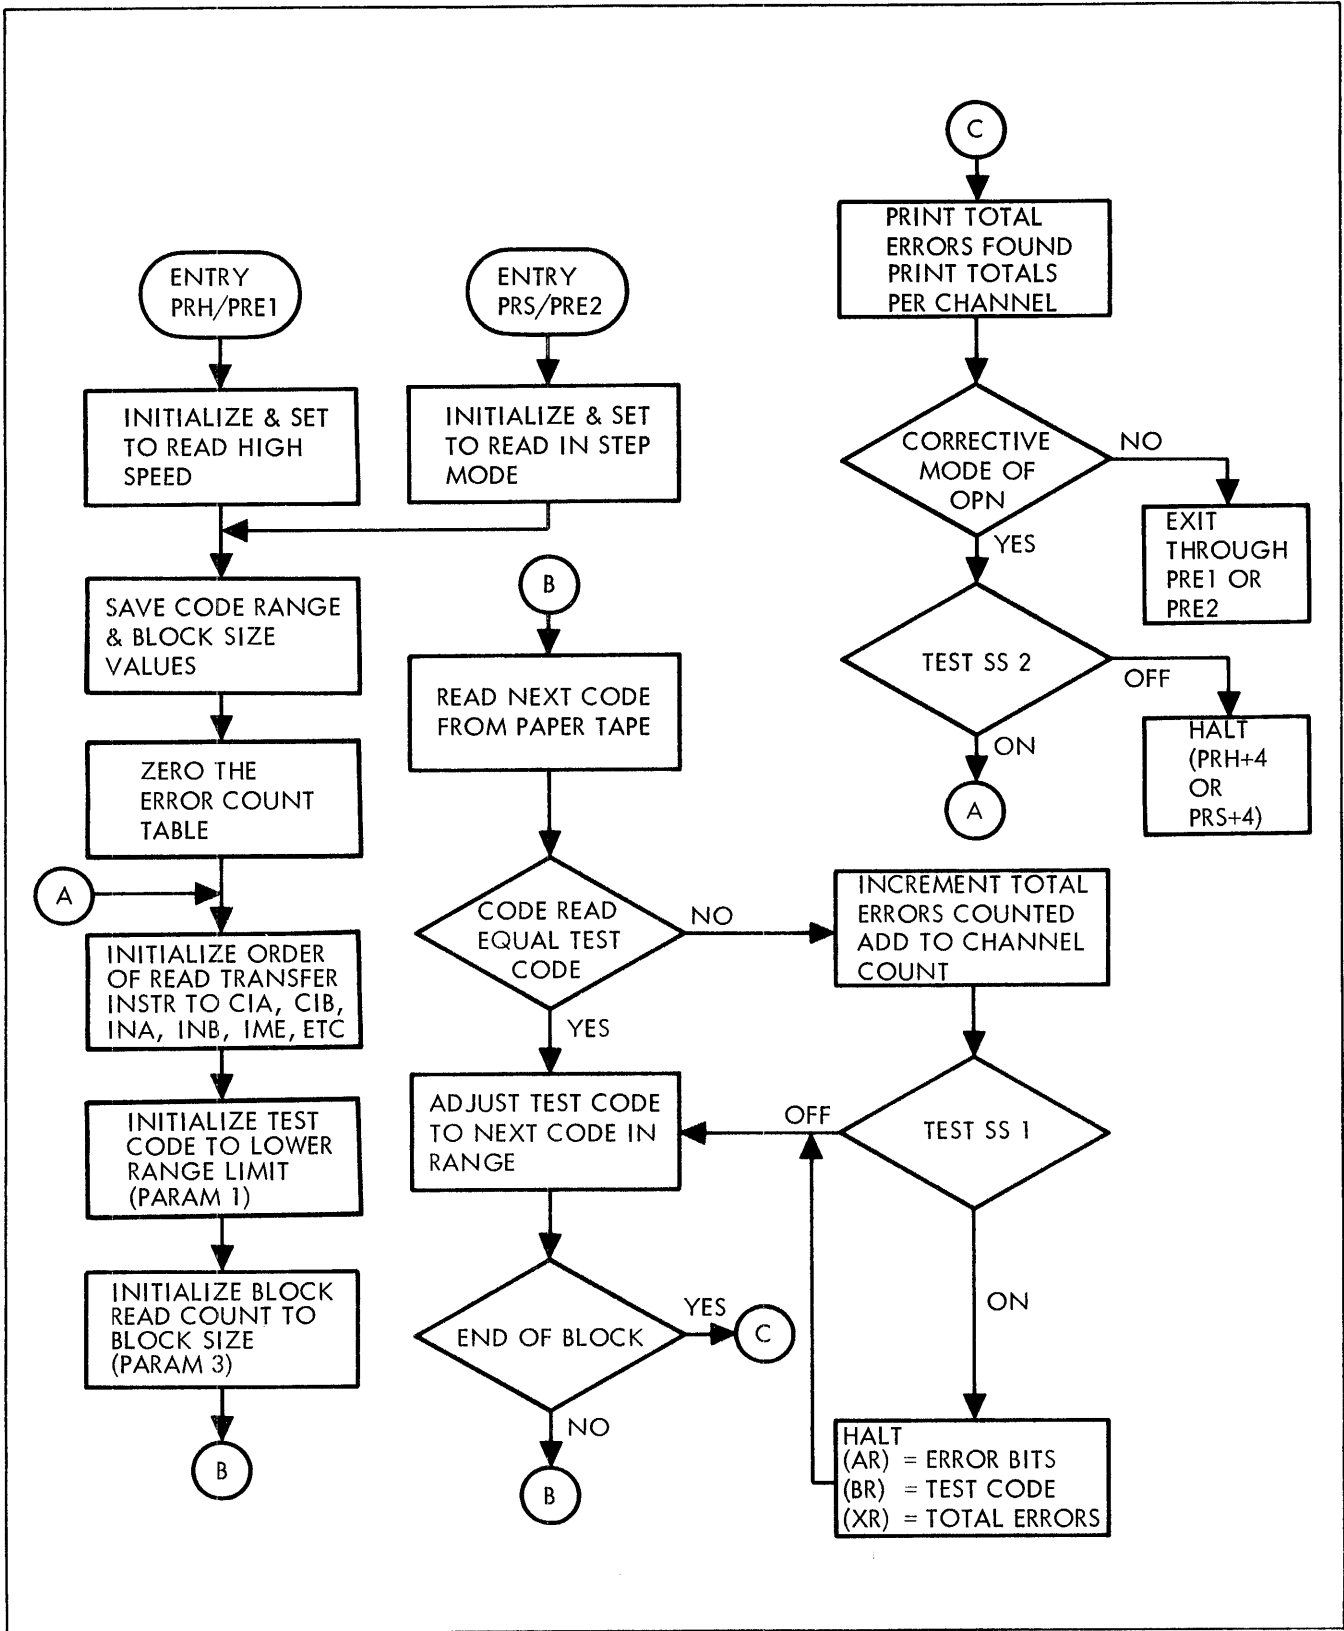 ENTRY
PRH/PRE1
INITIALIZE & SET
TO READ HIGH
SPEED
SAVE CODE RANGE
& BLOCK SIZE
VALUES
ZERO THE
ERROR COUNT
TABLE
A
INITIALIZE ORDER
OF READ TRANSFER
INSTR TO CIA, CIB,
INA, INB, IME, ETC
INITIALIZE TEST
CODE TO LOWER
RANGE LIMIT
(PARAM 1)
INITIALIZE BLOCK
READ COUNT TO
BLOCK SIZE
(PARAM 3)
B
ENTRY
PRS/PRE2
INITIALIZE & SET
TO READ IN STEP
MODE
B
READ NEXT CODE
FROM PAPER TAPE
CODE READ
EQUAL TEST
CODE
NO
YES
ADJUST TEST CODE
TO NEXT CODE IN
RANGE
END OF BLOCK
YES
C
NO
B
C
PRINT TOTAL
ERRORS FOUND
PRINT TOTALS
PER CHANNEL
CORRECTIVE
MODE OF
OPN
NO
EXIT
THROUGH
PRE1 OR
PRE2
YES
TEST SS 2
OFF
HALT
(PRH+4
OR
PRS+4)
ON
A
INCREMENT TOTAL
ERRORS COUNTED
ADD TO CHANNEL
COUNT
TEST SS 1
OFF
ON
HALT
(AR) = ERROR BITS
(BR) = TEST CODE
(XR) = TOTAL ERRORS